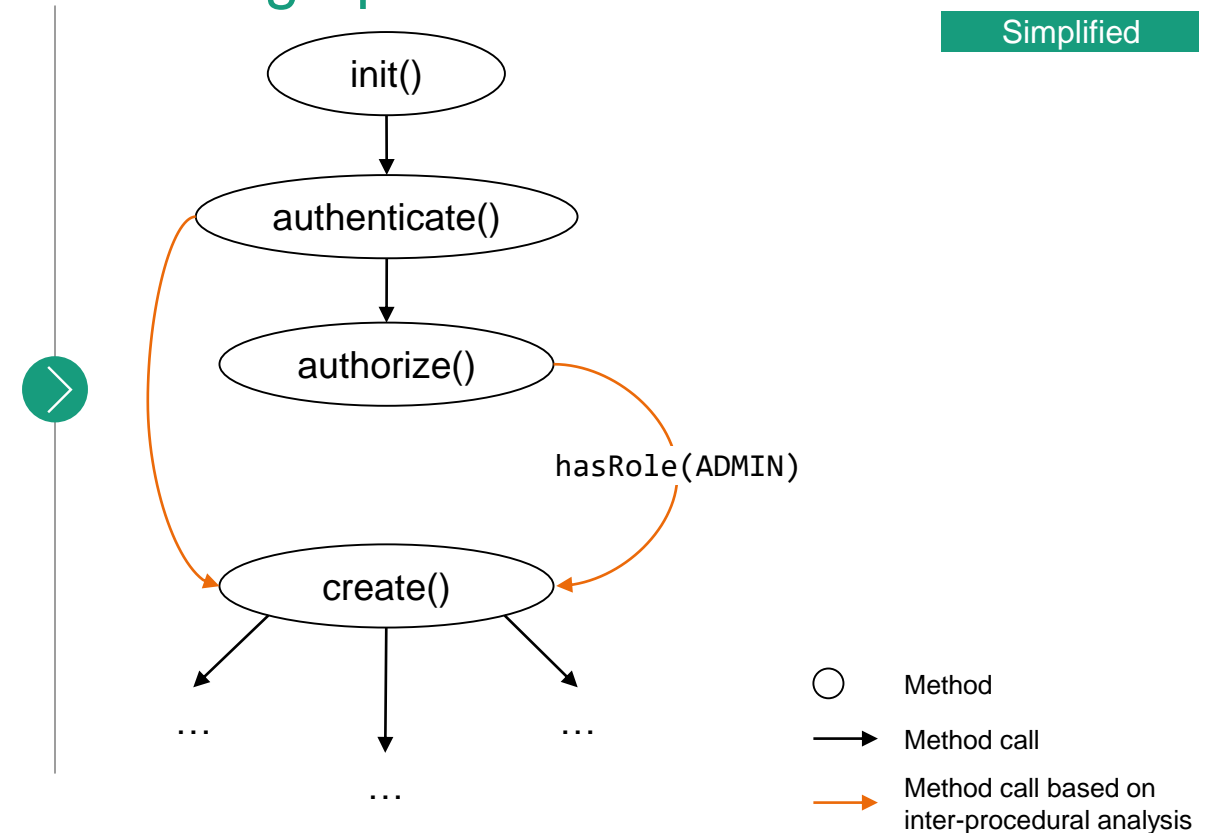 Simplified
init()
authenticate()
authorize()
hasRole(ADMIN)
create()
...
...
...
Method
Method call
Method call based on
inter-procedural analysis